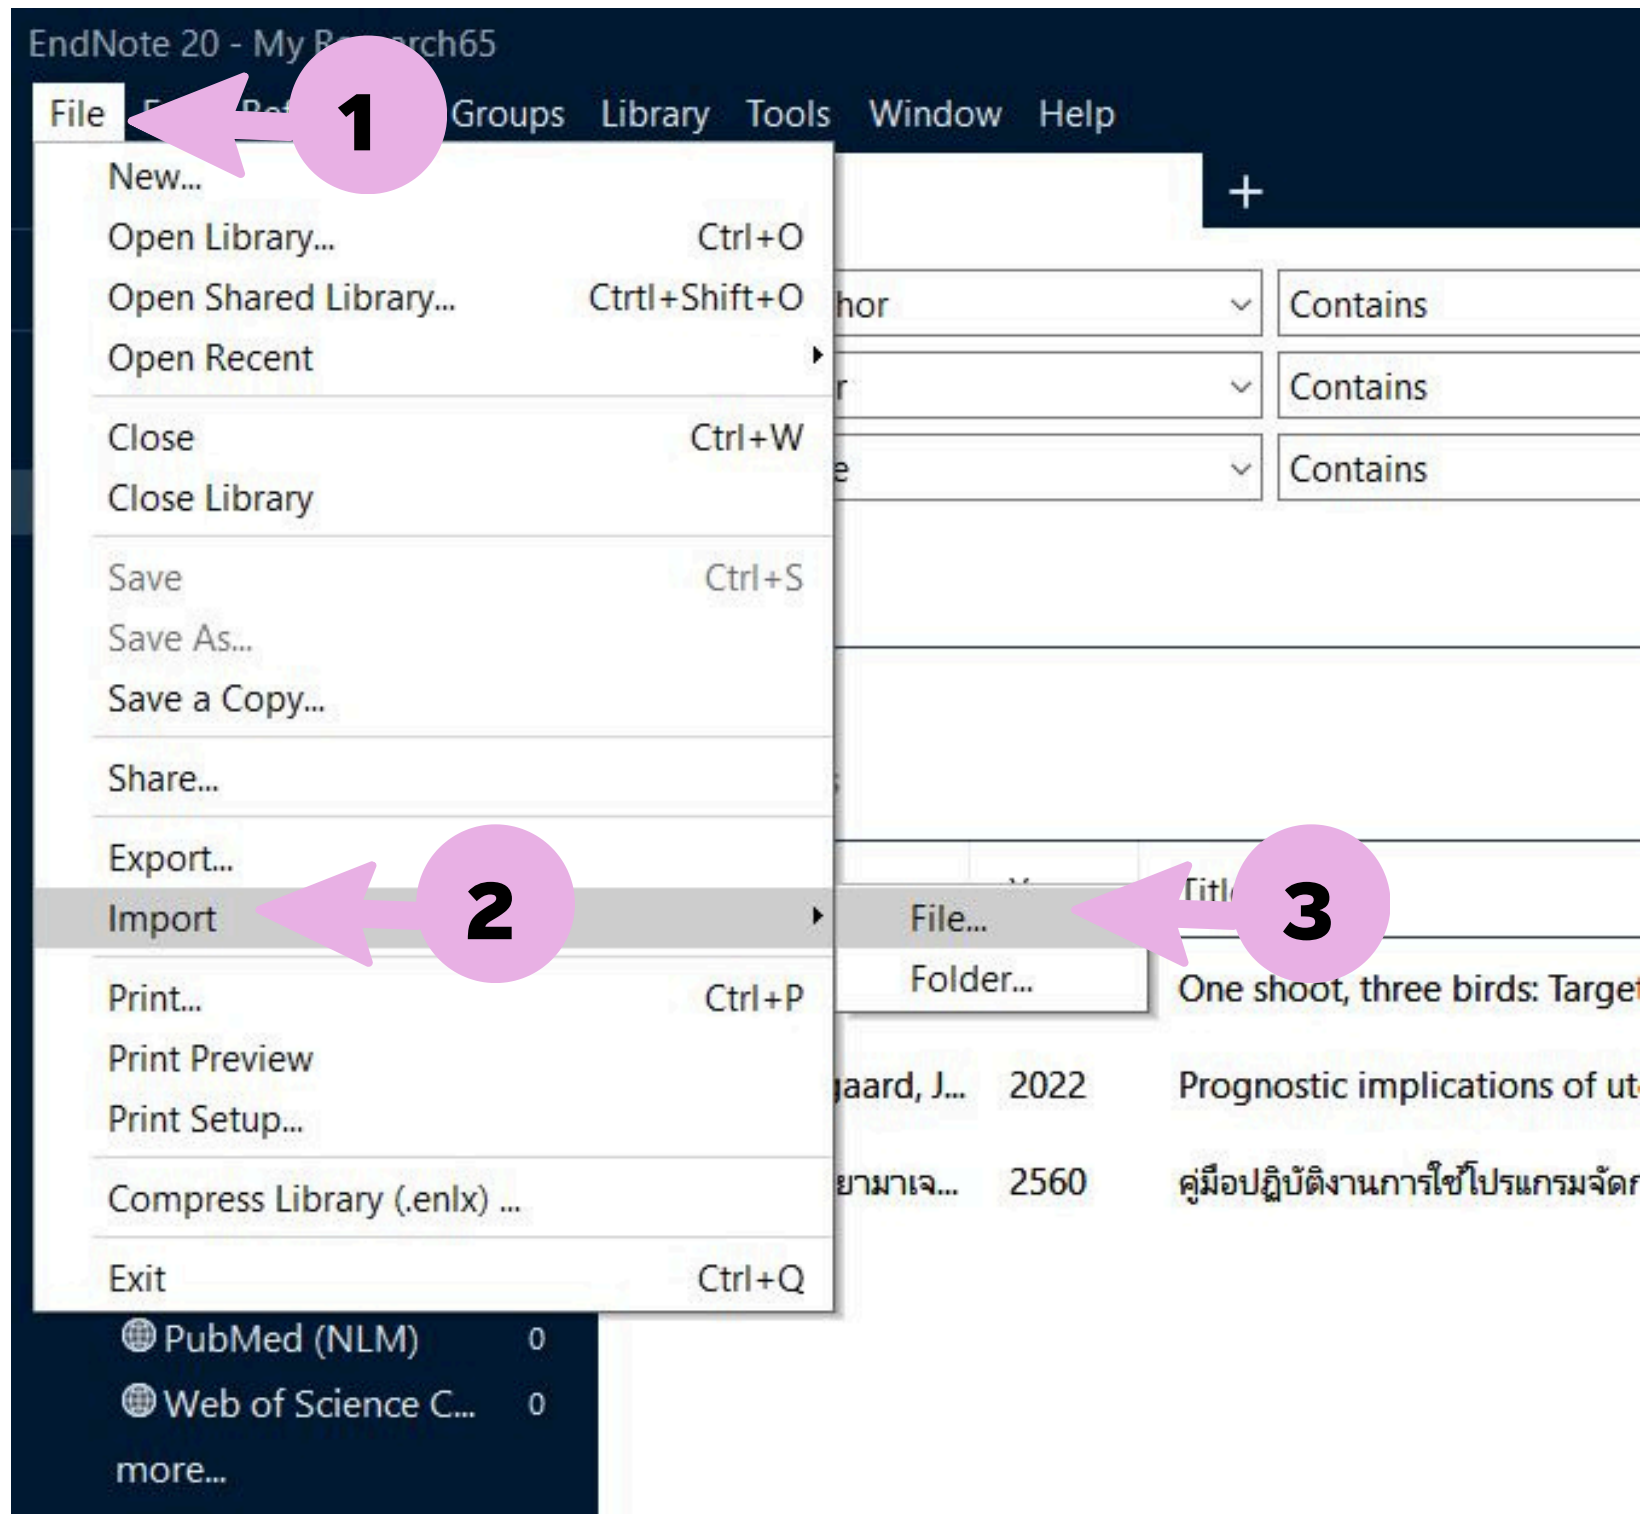 EndNote 20 - My Research65
File Groups Library Tools Window Help
1
New...
+
Open Library... Ctrl+O
Open Shared Library... Ctrtl+Shift+O
hor Contains
Open Recent
r Contains
Close Ctrl+W
e Contains
Close Library
Save Ctrl+S
Save As...
Save a Copy...
Share...
Export...
Import
2
File...
3
Folder...
Print... Ctrl+P
One shoot, three birds: Target
Print Preview
aard, J... 2022 Prognostic implications of ut
Print Setup...
ยามาเจ... 2560 คู่มือปฏิบัติงานการใช้โปรแกรมจัดก
Compress Library (.enlx) ...
Exit Ctrl+Q
PubMed (NLM) 0
Web of Science C... 0
more...